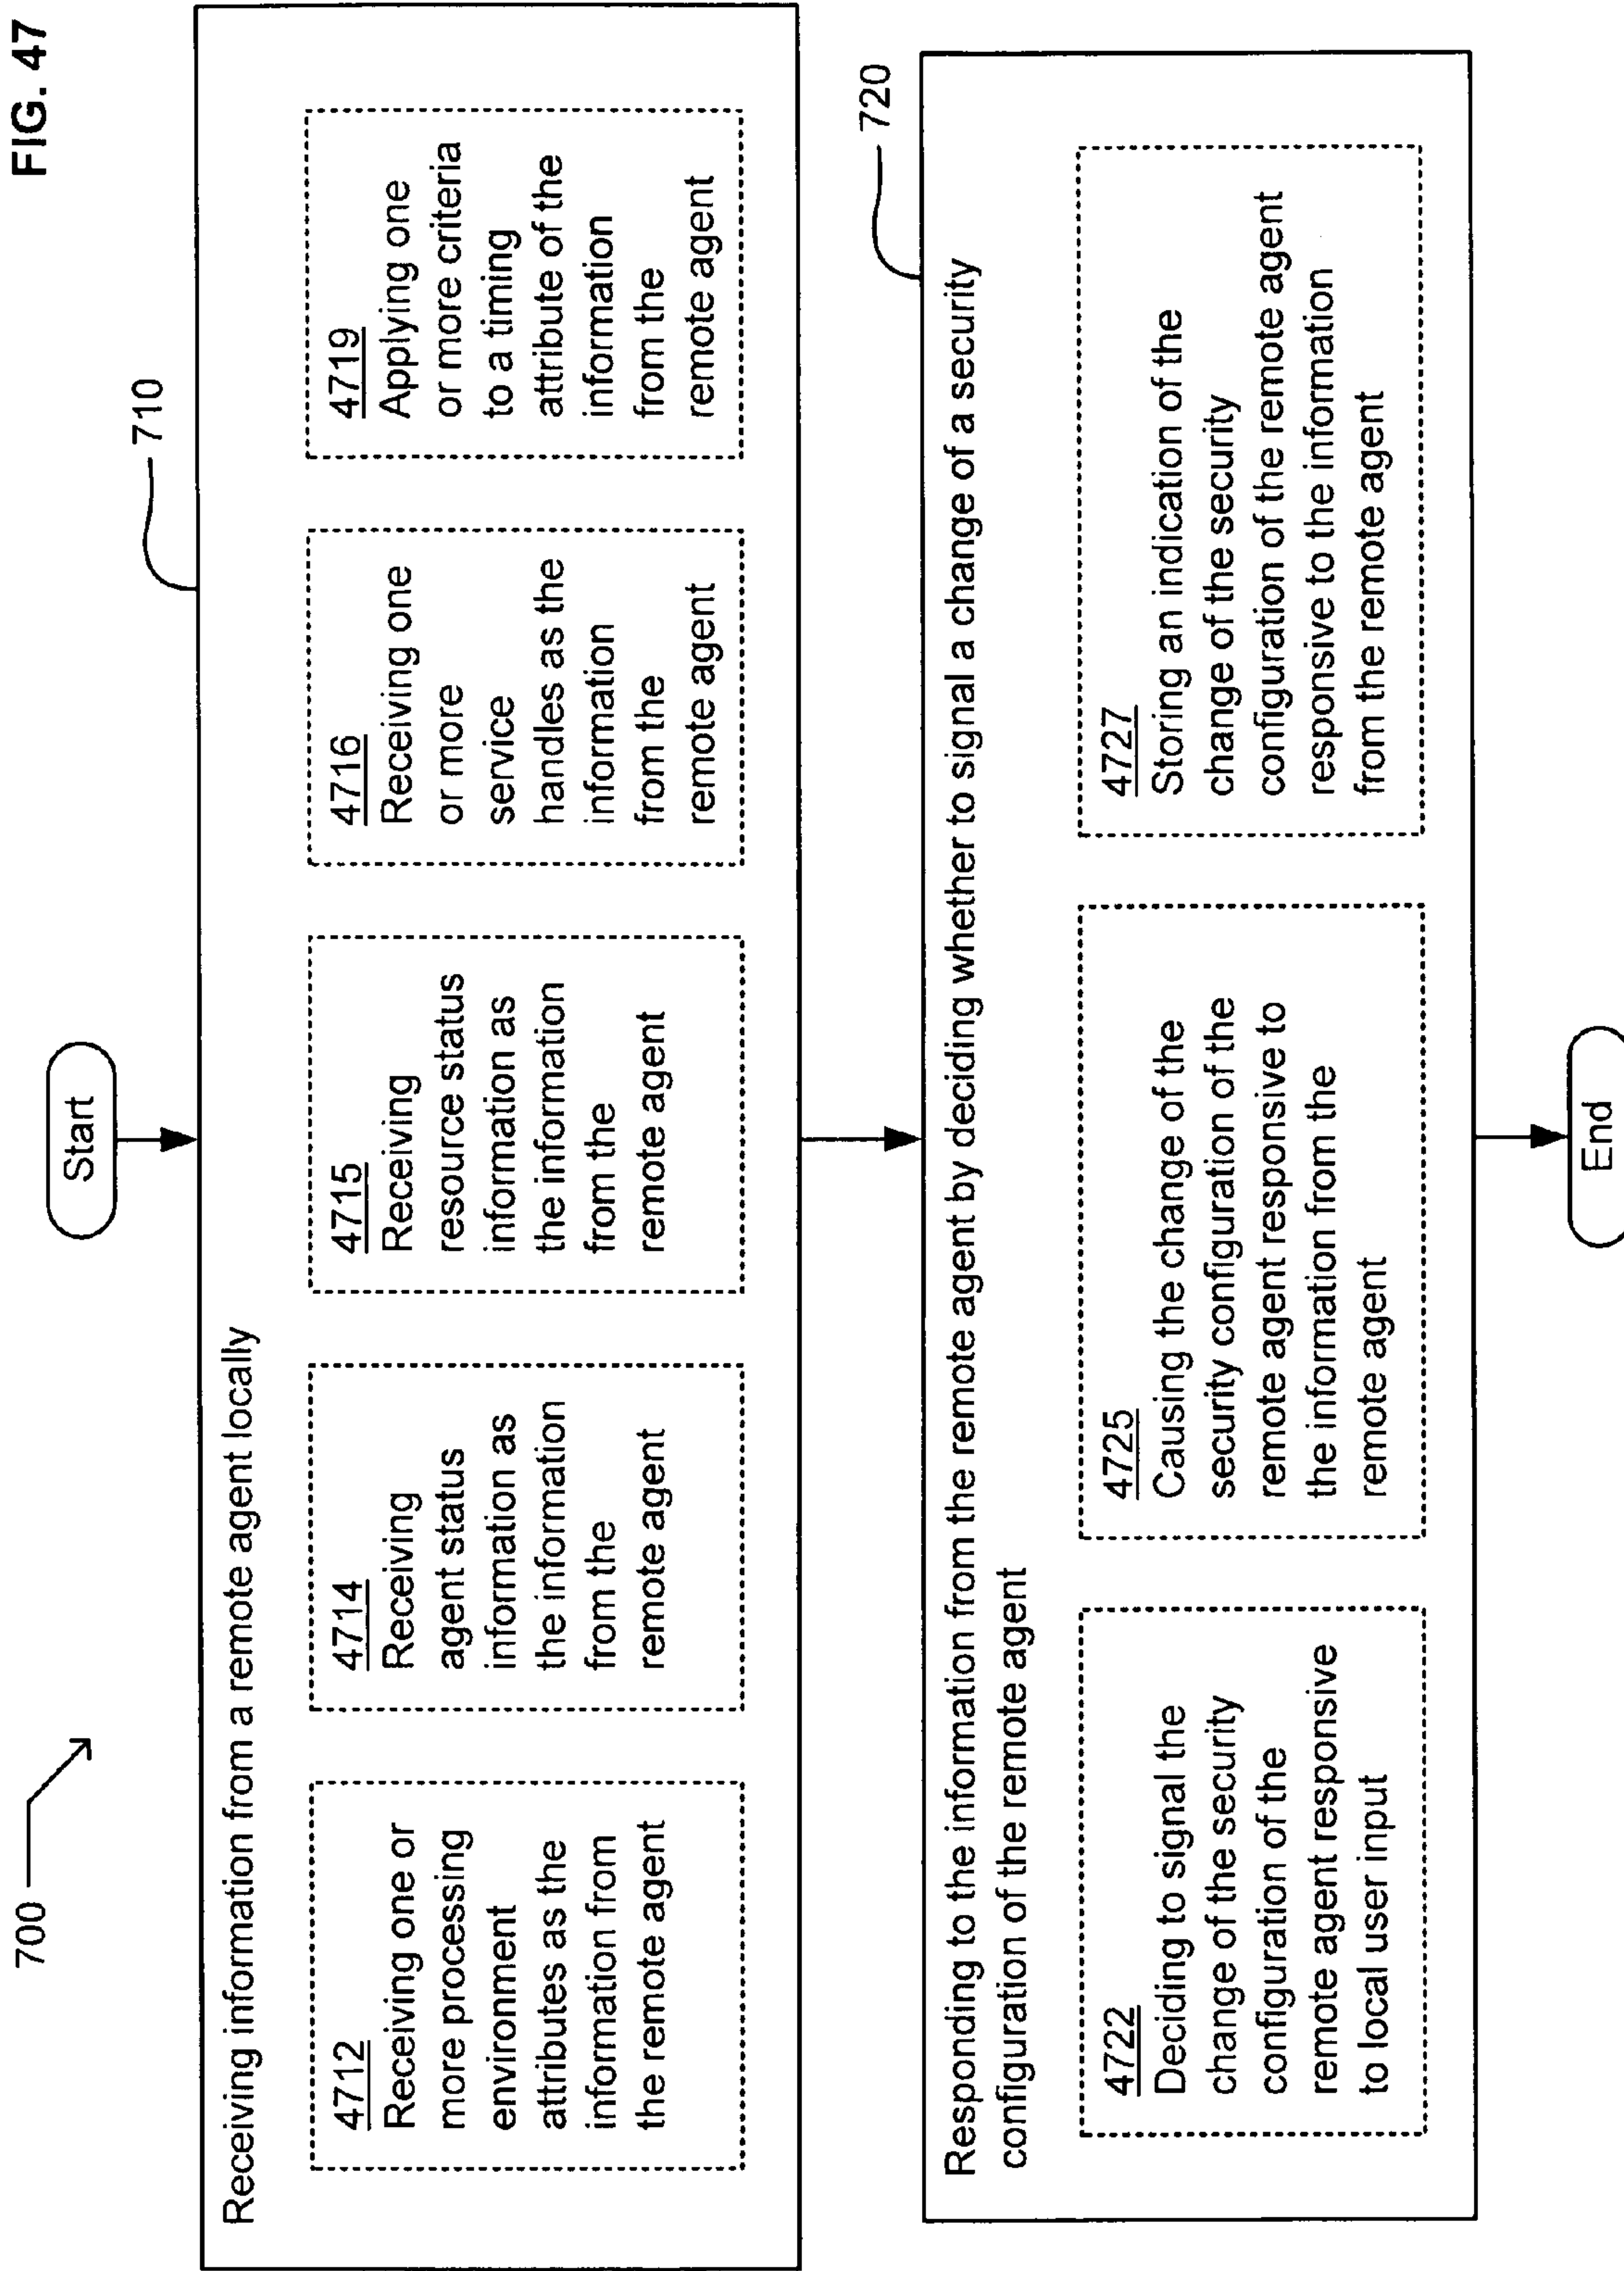 FIG. 47
700
Start
710
Receiving information from a remote agent locally
4712
Receiving one or
more processing
environment
attributes as the
information from
the remote agent
4714
Receiving
agent status
information as
the information
from the
remote agent
4715
Receiving
resource status
information as
the information
from the
remote agent
4716
Receiving one
or more
service
handles as the
information
from the
remote agent
4719
Applying one
or more criteria
to a timing
attribute of the
information
from the
remote agent
720
Responding to the information from the remote agent by deciding whether to signal a change of a security
configuration of the remote agent
4722
Deciding to signal the
change of the security
configuration of the
remote agent responsive
to local user input
4725
Causing the change of the
security configuration of the
remote agent responsive to
the information from the
remote agent
4727
Storing an indication of the
change of the security
configuration of the remote agent
responsive to the information
from the remote agent
End